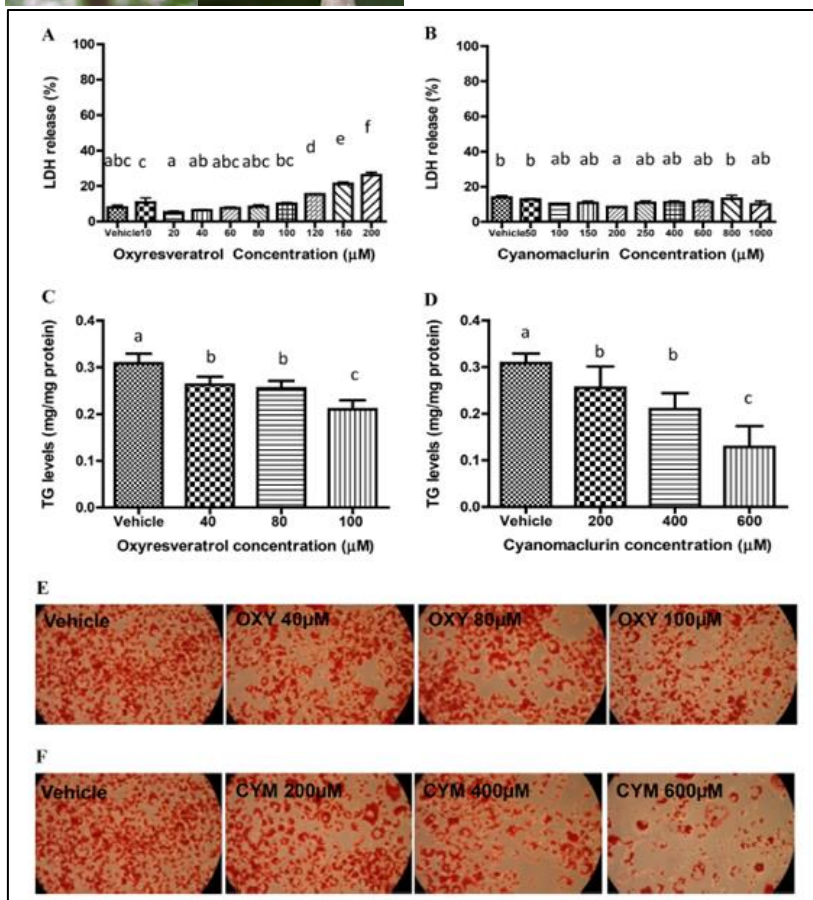 A
100
80
60
40
20
0
LDH release (%)
abc c a ab abc abc bc d e f
Vehicle10 20 40 60 80 100 120 160 200
Oxyresveratrol Concentration (µM)
B
100
80
60
40
20
0
LDH release (%)
b b ab ab a ab ab ab b ab
Vehicle50 100 150 200 250 400 600 800 1000
Cyanomaclurin Concentration (µM)
C
0.4
0.3
0.2
0.1
0.0
TG levels (mg/mg protein)
a b b c
Vehicle 40 80 100
Oxyresveratrol concentration (µM)
D
0.4
0.3
0.2
0.1
0.0
TG levels (mg/mg protein)
a b b c
Vehicle 200 400 600
Cyanomaclurin concentration (µM)
E
Vehicle OXY 40µM OXY 80µM OXY 100µM
F
Vehicle CYM 200µM CYM 400µM CYM 600µM